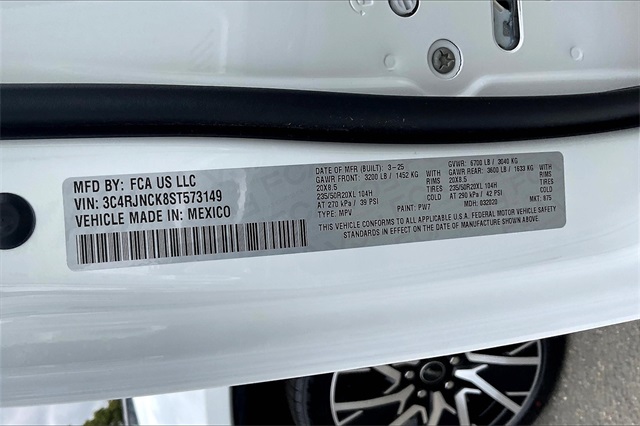 MFD BY: FCA US LLC
VIN: 3C4RJNCK8ST573149
VEHICLE MADE IN: MEXICO
DATE OF MFR (BUILT): 3-25
GAWR FRONT: 3200 LB / 1452 KG WITH
20X8.5 RIMS
235/50R20XL 104H TIRES
AT 270 kPa / 39 PSI COLD
TYPE: MPV PAINT: PW7
GVWR: 6700 LB / 3040 KG
GAWR REAR: 3600 LB / 1633 KG WITH
20X8.5 RIMS
235/50R20XL 104H TIRES
AT 290 kPa / 42 PSI COLD
MDH: 032020 MKT: 875
THIS VEHICLE CONFORMS TO ALL APPLICABLE U.S.A. FEDERAL MOTOR VEHICLE SAFETY
STANDARDS IN EFFECT ON THE DATE OF MANUFACTURE SHOWN ABOVE